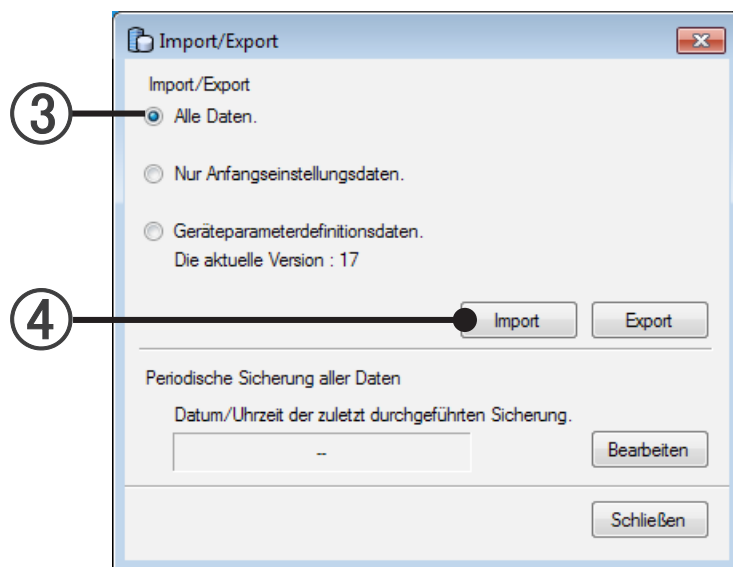 Import/Export
Import/Export
③ Alle Daten.
Nur Anfangseinstellungsdaten.
Geräteparameterdefinitionsdaten.
Die aktuelle Version : 17
④ Import Export
Periodische Sicherung aller Daten
Datum/Uhrzeit der zuletzt durchgeführten Sicherung.
-- Bearbeiten
Schließen